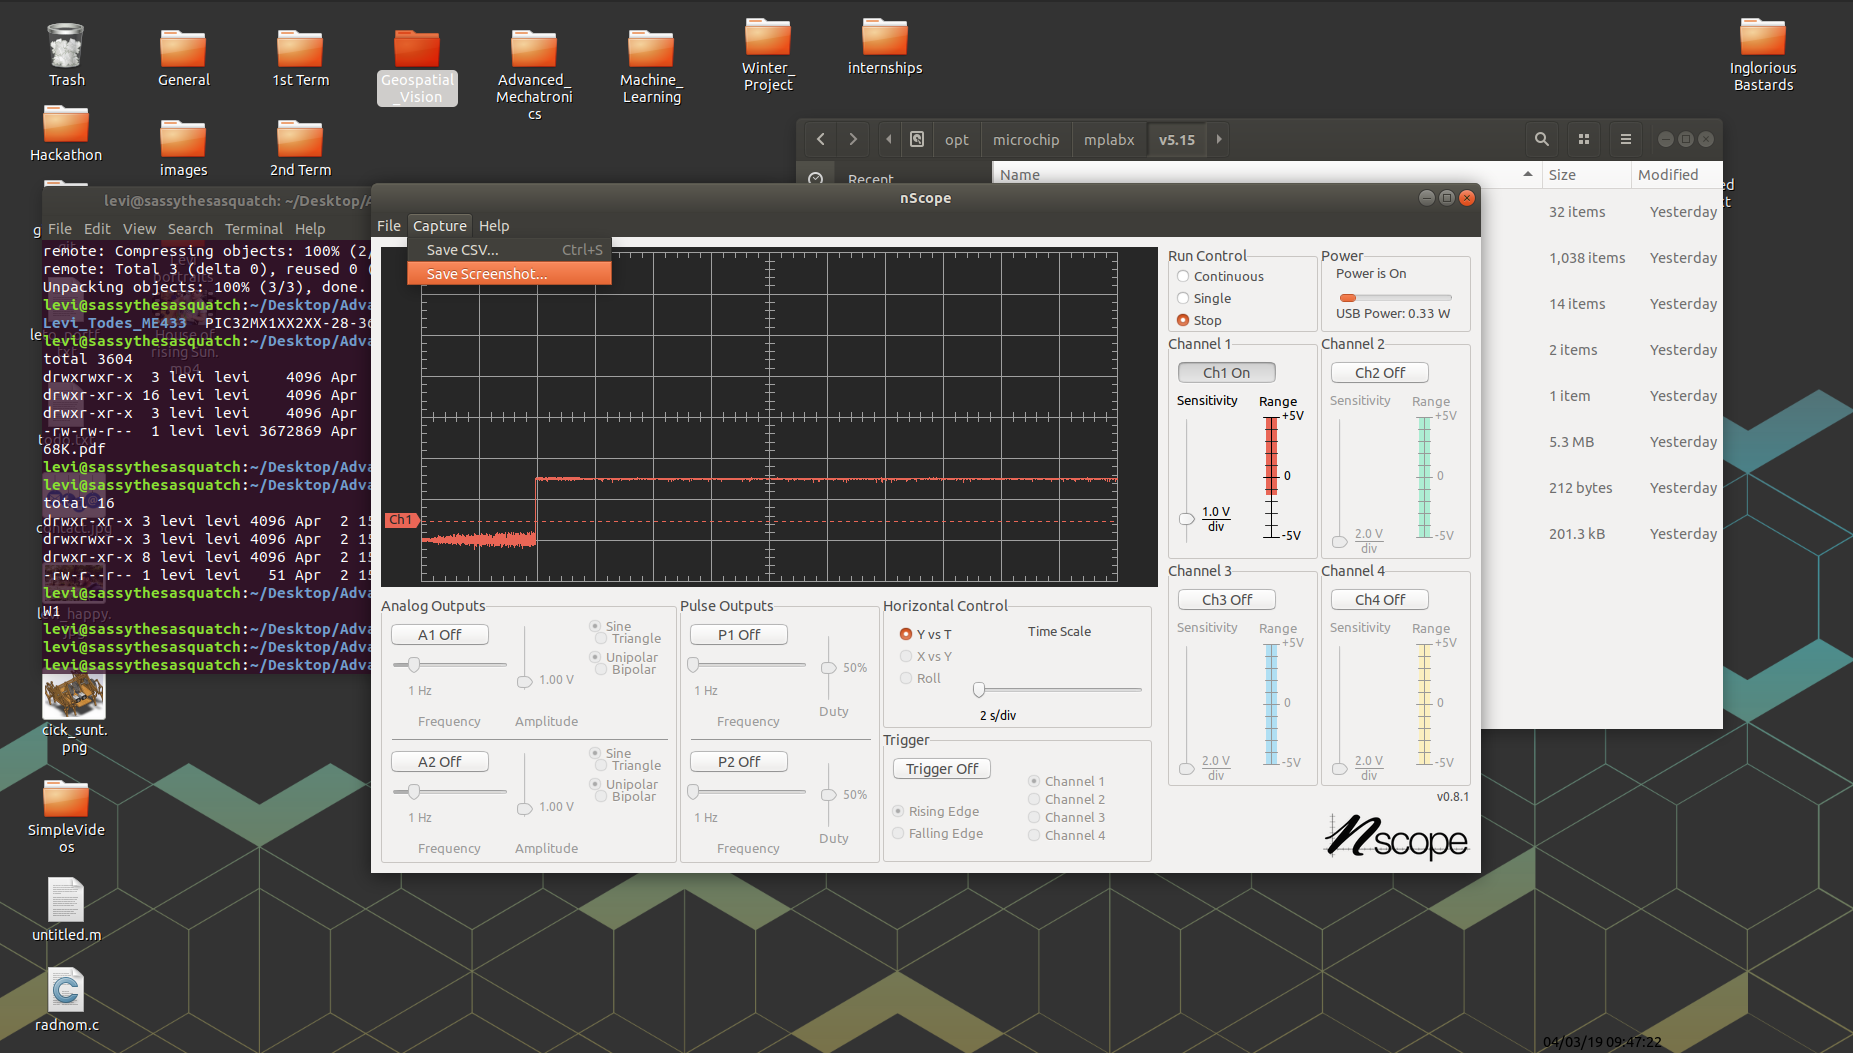 Trash
General
1st Term
Geospatial
_Vision
Advanced_
Mechatroni
cs
Machine_
Learning
Winter_
Project
internships
Inglorious
Bastards
Hackathon
images
2nd Term
opt
microchip
mplabx
v5.15
Recent
Name
Size
Modified
32 items
Yesterday
1,038 items
Yesterday
14 items
Yesterday
2 items
Yesterday
1 item
Yesterday
5.3 MB
Yesterday
212 bytes
Yesterday
201.3 kB
Yesterday
levi@sassythesasquatch: ~/Desktop/A
File Edit View Search Terminal Help
remote: Compressing objects: 100% (2/
remote: Total 3 (delta 0), reused 0 (
Unpacking objects: 100% (3/3), done.
levi@sassythesasquatch:~/Desktop/Adva
Levi_Todes_ME433 PIC32MX1XX2XX-28-36
levi@sassythesasquatch:~/Desktop/Adva
total 3604
drwxrwxr-x 3 levi levi 4096 Apr
drwxr-xr-x 16 levi levi 4096 Apr
drwxr-xr-x 3 levi levi 4096 Apr
-rw-rw-r-- 1 levi levi 3672869 Apr
68K.pdf
levi@sassythesasquatch:~/Desktop/Adva
levi@sassythesasquatch:~/Desktop/Adva
total 16
drwxr-xr-x 3 levi levi 4096 Apr 2 15
drwxrwxr-x 3 levi levi 4096 Apr 2 15
drwxr-xr-x 8 levi levi 4096 Apr 2 15
-rw-r--r-- 1 levi levi 51 Apr 2 15
levi@sassythesasquatch:~/Desktop/Adva
W1
levi@sassythesasquatch:~/Desktop/Adva
levi@sassythesasquatch:~/Desktop/Adva
levi@sassythesasquatch:~/Desktop/Adva
nScope
File Capture Help
Save CSV... Ctrl+S
Save Screenshot...
Ch1
Run Control
Continuous
Single
Stop
Power
Power is On
USB Power: 0.33 W
Channel 1
Ch1 On
Sensitivity
Range
+5V
0
-5V
1.0 V
div
Channel 2
Ch2 Off
Sensitivity
Range
+5V
0
-5V
2.0 V
div
Channel 3
Ch3 Off
Sensitivity
Range
+5V
0
-5V
2.0 V
div
Channel 4
Ch4 Off
Sensitivity
Range
+5V
0
-5V
2.0 V
div
Analog Outputs
A1 Off
1 Hz
Frequency
1.00 V
Amplitude
Sine
Triangle
Unipolar
Bipolar
A2 Off
1 Hz
Frequency
1.00 V
Amplitude
Sine
Triangle
Unipolar
Bipolar
Pulse Outputs
P1 Off
1 Hz
Frequency
50%
Duty
P2 Off
1 Hz
Frequency
50%
Duty
Horizontal Control
Y vs T
X vs Y
Roll
Time Scale
2 s/div
Trigger
Trigger Off
Rising Edge
Falling Edge
Channel 1
Channel 2
Channel 3
Channel 4
v0.8.1
nscope
cick_sunt.
png
SimpleVide
os
untitled.m
radnom.c
04/03/19 09:47:22